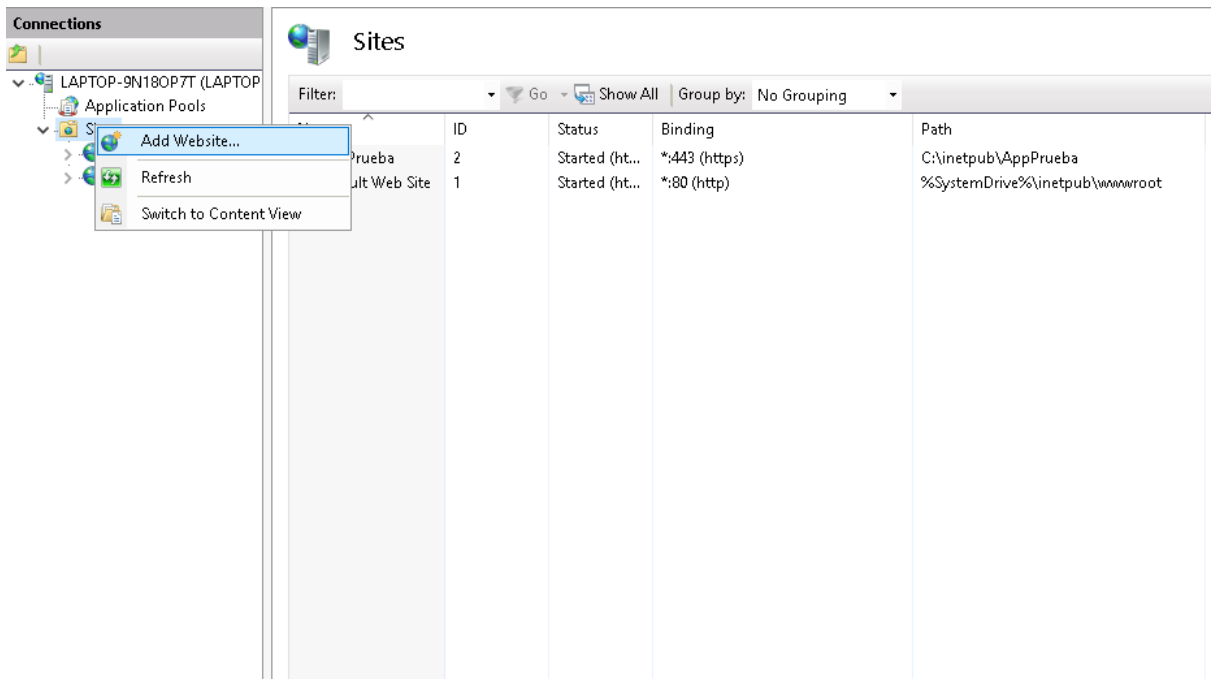 Connections
Sites
LAPTOP-9N18OP7T (LAPTOP
Filter: Go Show All Group by: No Grouping
Application Pools
ID Status Binding Path
Add Website...
Prueba 2 Started (ht... *:443 (https) C:\inetpub\AppPrueba
Refresh
ult Web Site 1 Started (ht... *:80 (http) %SystemDrive%\inetpub\wwwroot
Switch to Content View